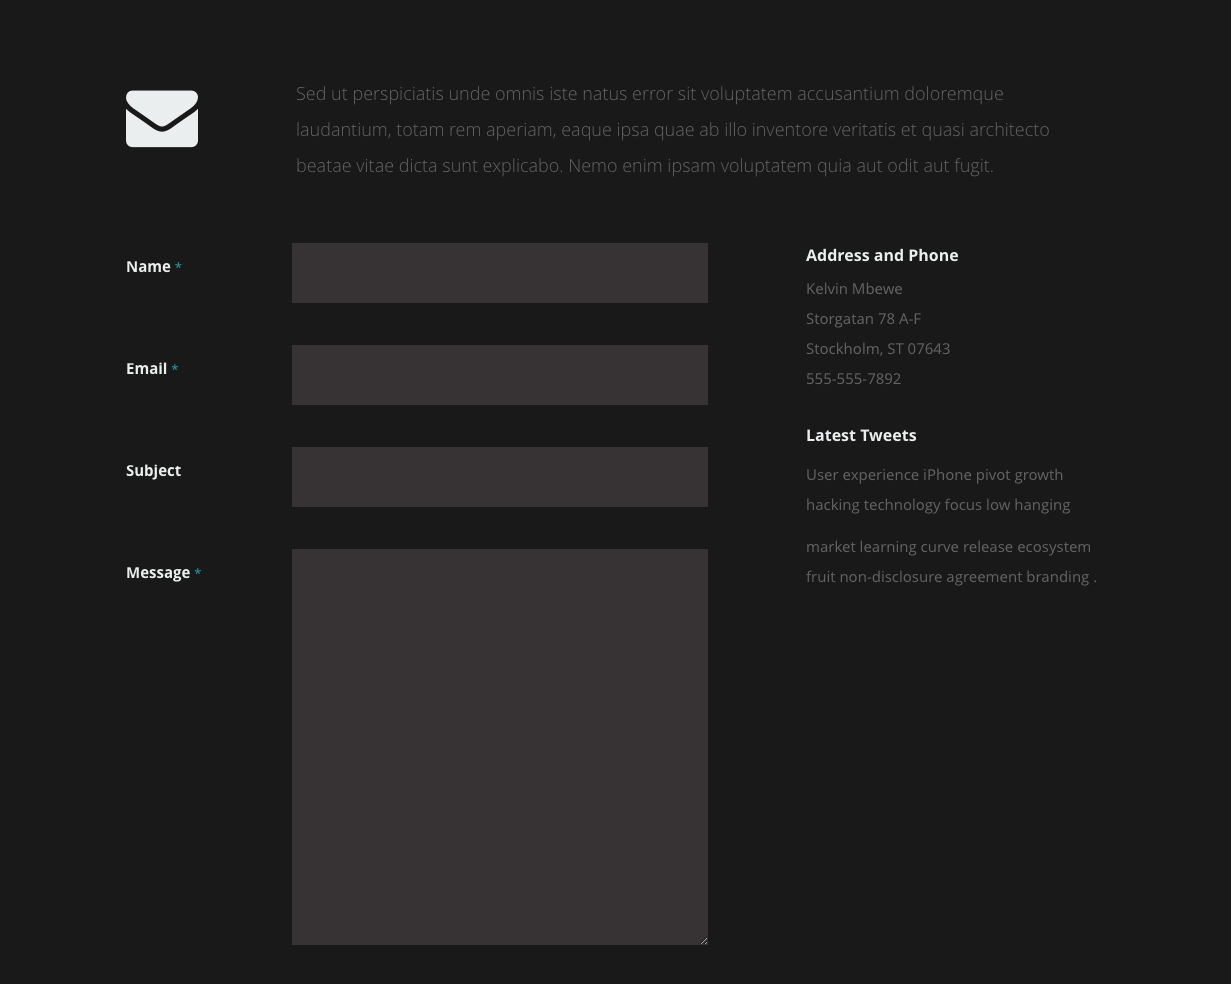 Sed ut perspiciatis unde omnis iste natus error sit voluptatem accusantium doloremque
laudantium, totam rem aperiam, eaque ipsa quae ab illo inventore veritatis et quasi architecto
beatae vitae dicta sunt explicabo. Nemo enim ipsam voluptatem quia aut odit aut fugit.
Name *
Email *
Subject
Message *
Address and Phone
Kelvin Mbewe
Storgatan 78 A-F
Stockholm, ST 07643
555-555-7892
Latest Tweets
User experience iPhone pivot growth
hacking technology focus low hanging
market learning curve release ecosystem
fruit non-disclosure agreement branding .